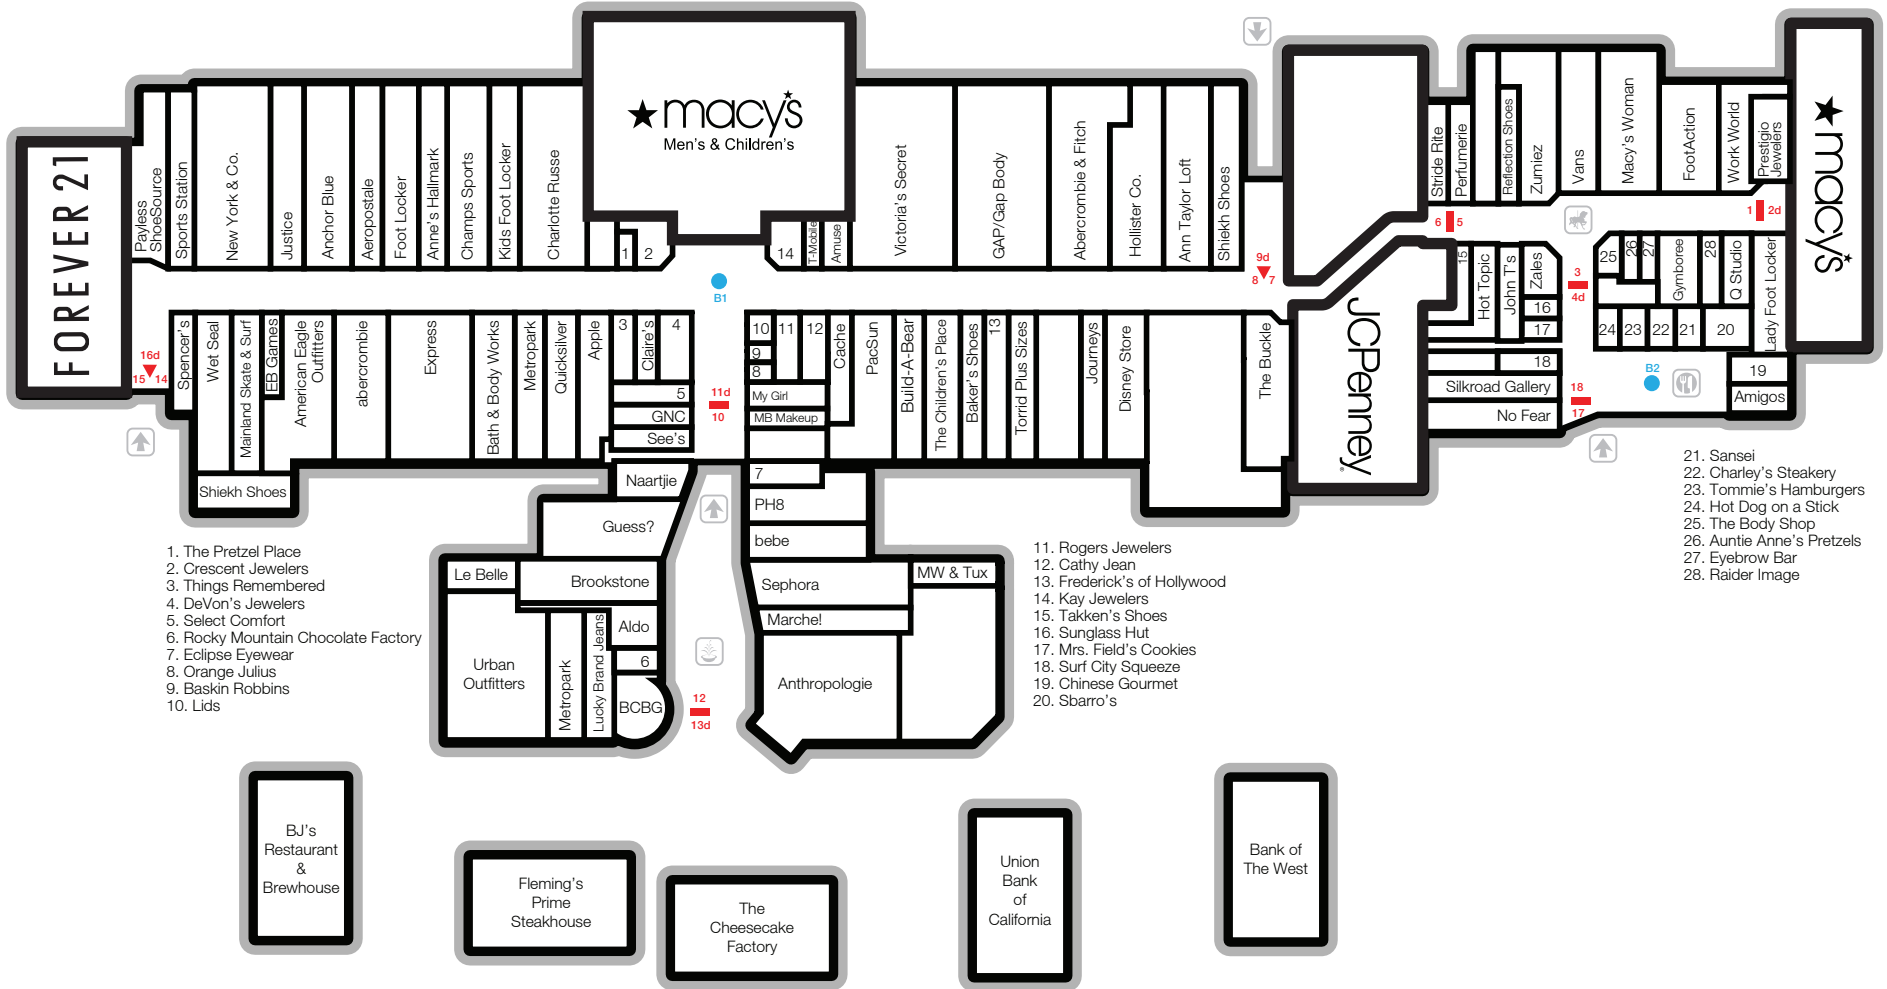 FOREVER 21
Payless
ShoeSource
Sports Station
New York & Co.
Justice
Anchor Blue
Aeropostale
Foot Locker
Anne's Hallmark
Champs Sports
Kids Foot Locker
Charlotte Russe
1
2
macy's
Men's & Children's
14
T-Mobile
Amuse
Victoria's Secret
GAP/Gap Body
Abercrombie & Fitch
Hollister Co.
Ann Taylor Loft
Shiekh Shoes
9d
8
7
B1
16d
15
14
Spencer's
Wet Seal
Mainland Skate & Surf
EB Games
American Eagle
Outfitters
abercrombie
Express
Bath & Body Works
Metropark
Quicksilver
Apple
3
Claire's
4
5
GNC
See's
11d
10
10
9
8
11
12
My Girl
MB Makeup
Cache
PacSun
Build-A-Bear
The Children's Place
Baker's Shoes
13
Torrid Plus Sizes
Journeys
Disney Store
The Buckle
JCPenney
Stride Rite
Perfumerie
Reflection Shoes
Zumiez
Vans
Macy's Woman
FootAction
Work World
Prestigio
Jewelers
macy's
6
5
1
2d
15
Hot Topic
John T's
Zales
16
17
3
4d
25
26
27
Gymboree
28
Q Studio
Lady Foot Locker
24
23
22
21
20
18
Silkroad Gallery
No Fear
18
17
B2
19
Amigos
Shiekh Shoes
Naartjie
Guess?
Le Belle
Brookstone
Urban
Outfitters
Metropark
Lucky Brand Jeans
Aldo
6
BCBG
12
13d
7
PH8
bebe
Sephora
MW & Tux
Marche!
Anthropologie
1. The Pretzel Place
2. Crescent Jewelers
3. Things Remembered
4. DeVon's Jewelers
5. Select Comfort
6. Rocky Mountain Chocolate Factory
7. Eclipse Eyewear
8. Orange Julius
9. Baskin Robbins
10. Lids
11. Rogers Jewelers
12. Cathy Jean
13. Frederick's of Hollywood
14. Kay Jewelers
15. Takken's Shoes
16. Sunglass Hut
17. Mrs. Field's Cookies
18. Surf City Squeeze
19. Chinese Gourmet
20. Sbarro's
21. Sansei
22. Charley's Steakery
23. Tommie's Hamburgers
24. Hot Dog on a Stick
25. The Body Shop
26. Auntie Anne's Pretzels
27. Eyebrow Bar
28. Raider Image
BJ's
Restaurant
&
Brewhouse
Fleming's
Prime
Steakhouse
The
Cheesecake
Factory
Union
Bank
of
California
Bank of
The West